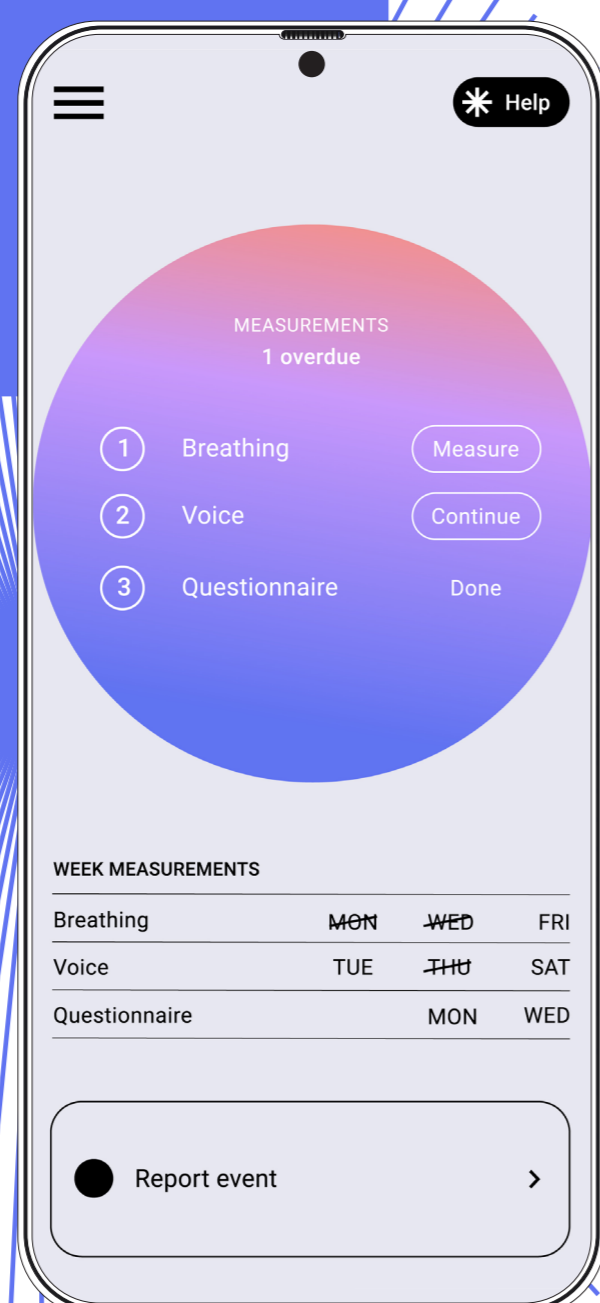 Help
MEASUREMENTS
1 overdue
1 Breathing Measure
2 Voice Continue
3 Questionnaire Done
WEEK MEASUREMENTS
Breathing MON WED FRI
Voice TUE THU SAT
Questionnaire MON WED
Report event